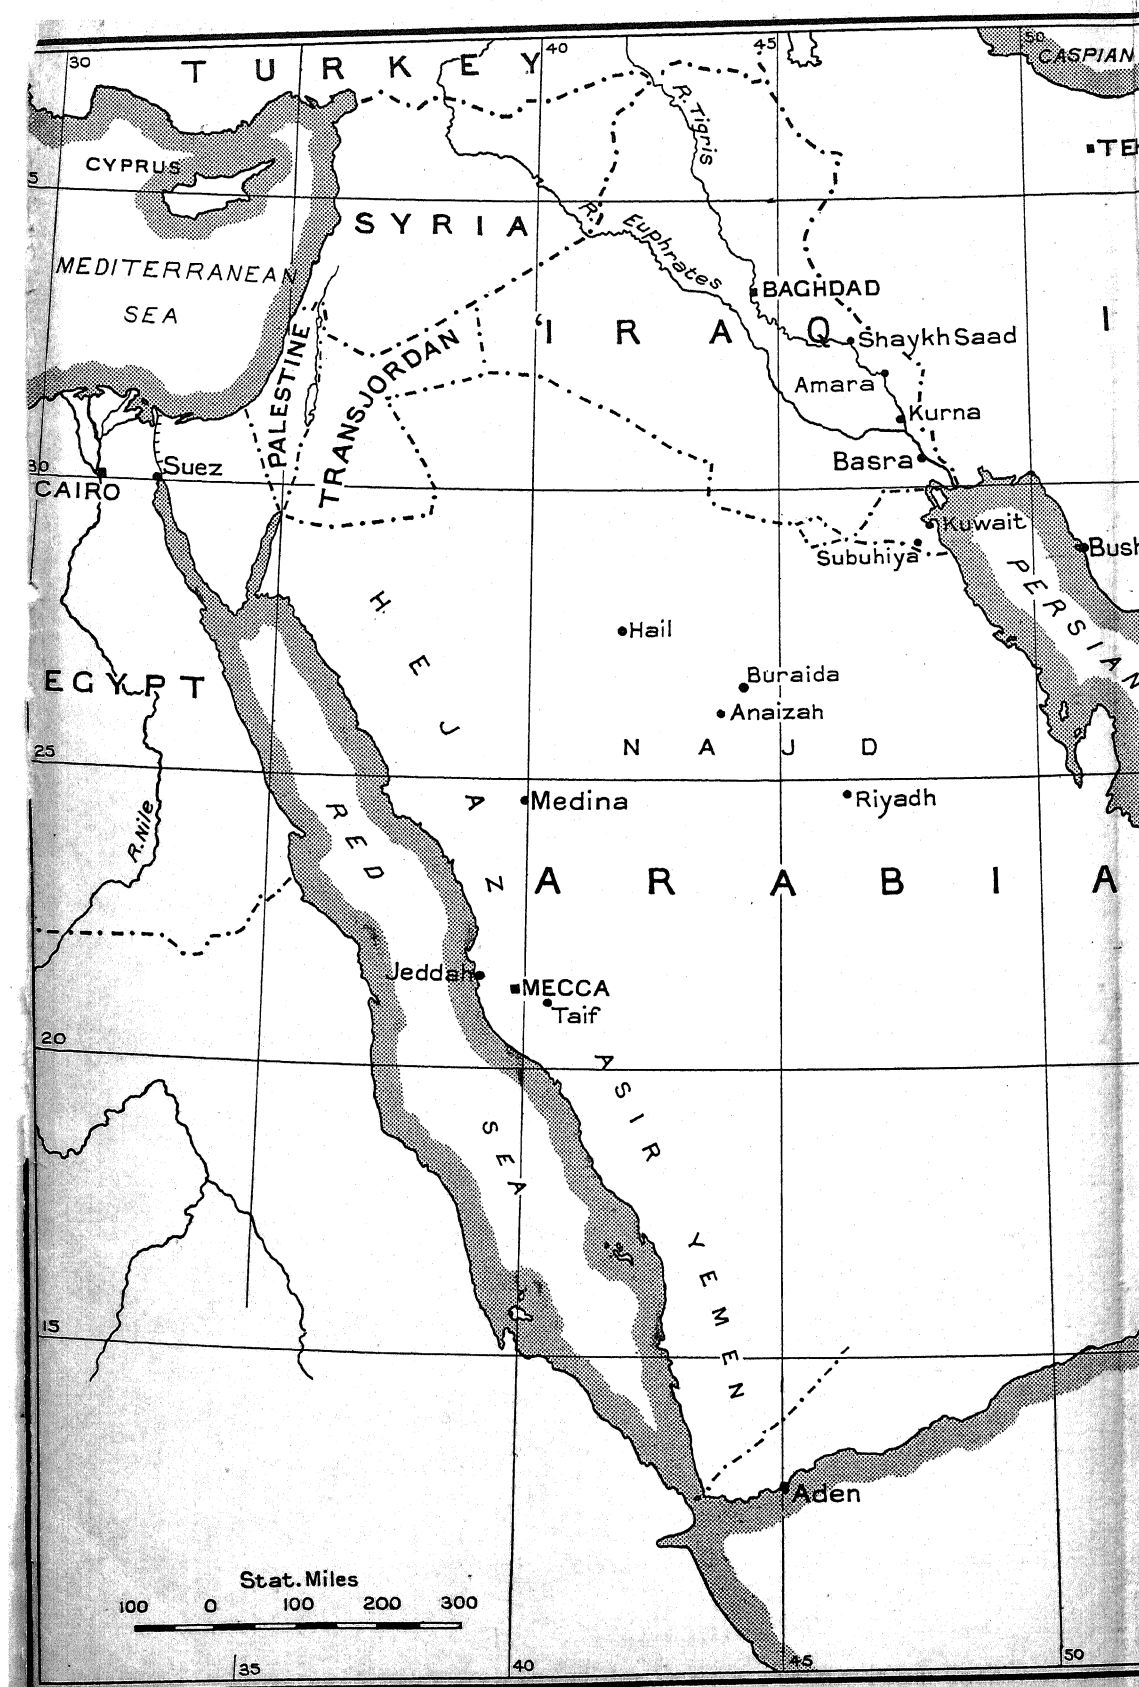 30
40
45
50
TURKEY
CASPIAN
R. Tigris
TE
CYPRUS
5
SYRIA
R. Euphrates
MEDITERRANEAN
SEA
BAGHDAD
IRAQ
I
Shaykh Saad
PALESTINE
TRANSJORDAN
Amara
Kurna
Basra
30
Suez
CAIRO
Kuwait
Subuhiya
Bush
PERSIAN
HEJAZ
Hail
EGYPT
Buraida
Anaizah
NAJD
25
Medina
Riyadh
R. Nile
RED
SEA
ARABIA
Jeddah
MECCA
Taif
20
ASIR
YEMEN
15
Aden
Stat. Miles
100 0 100 200 300
35
40
45
50